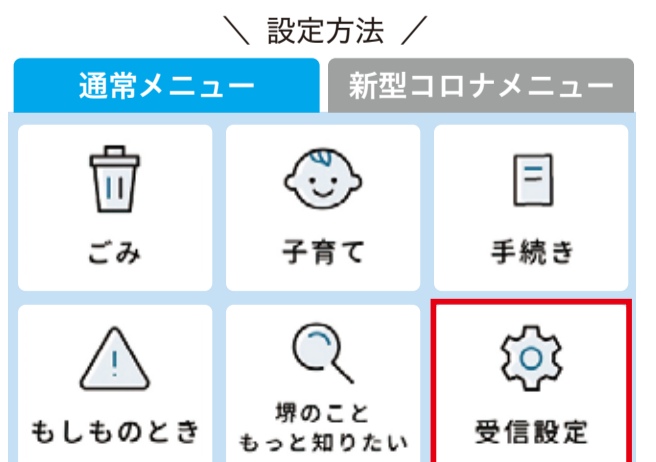 \ 設定方法 /
通常メニュー
新型コロナメニュー
ごみ
子育て
手続き
もしものとき
堺のこと
もっと知りたい
受信設定